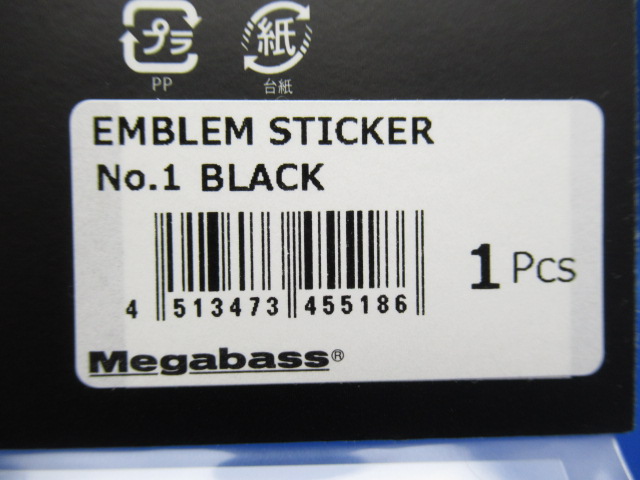 プラ 紙
PP 台紙
EMBLEM STICKER
No.1 BLACK
1 Pcs
4 513473 455186
Megabass®